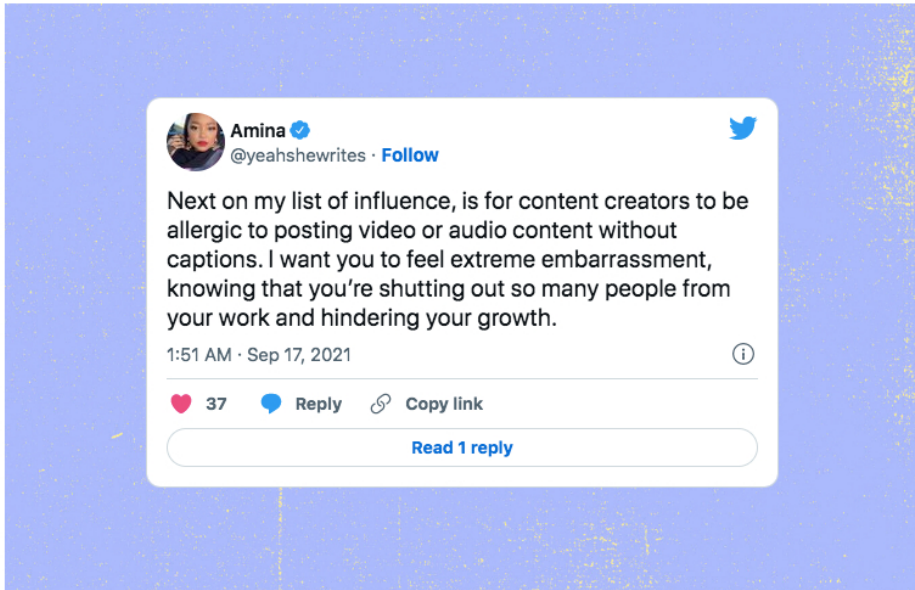 Amina
@yeahshewrites · Follow
Next on my list of influence, is for content creators to be
allergic to posting video or audio content without
captions. I want you to feel extreme embarrassment,
knowing that you’re shutting out so many people from
your work and hindering your growth.
1:51 AM · Sep 17, 2021
37 Reply Copy link
Read 1 reply